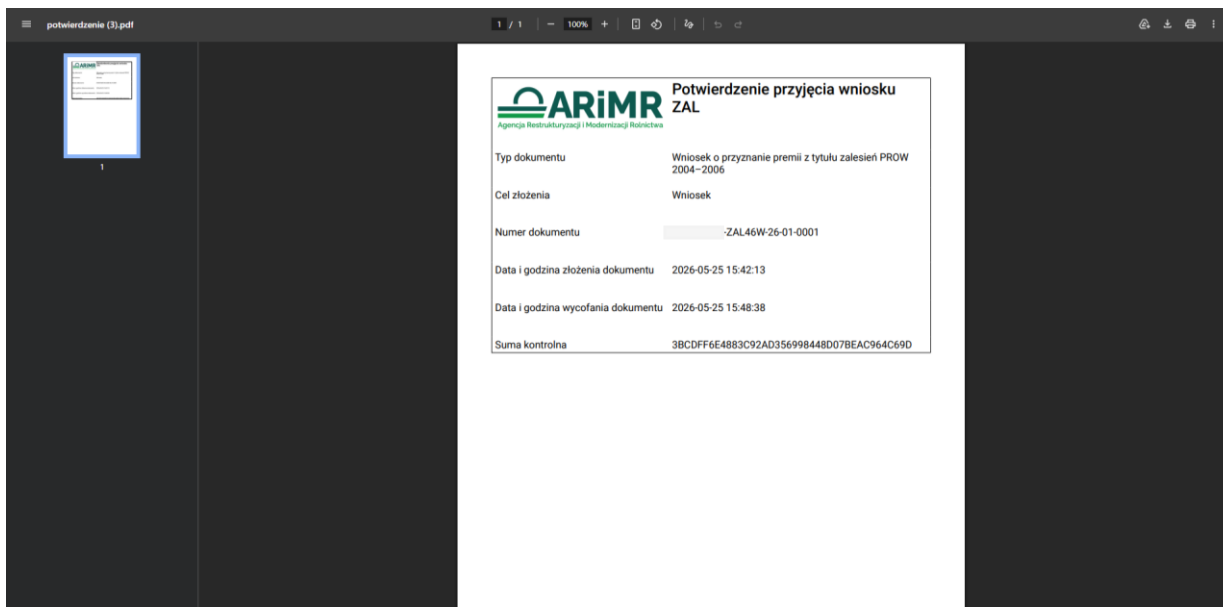 potwierdzenie (3).pdf
1 / 1
100%
1
ARiMR
Agencja Restrukturyzacji i Modernizacji Rolnictwa
Potwierdzenie przyjęcia wniosku
ZAL
Typ dokumentu
Wniosek o przyznanie premii z tytułu zalesień PROW
2004–2006
Cel złożenia
Wniosek
Numer dokumentu
-ZAL46W-26-01-0001
Data i godzina złożenia dokumentu
2026-05-25 15:42:13
Data i godzina wycofania dokumentu
2026-05-25 15:48:38
Suma kontrolna
3BCDFF6E4883C92AD356998448D07BEAC964C69D